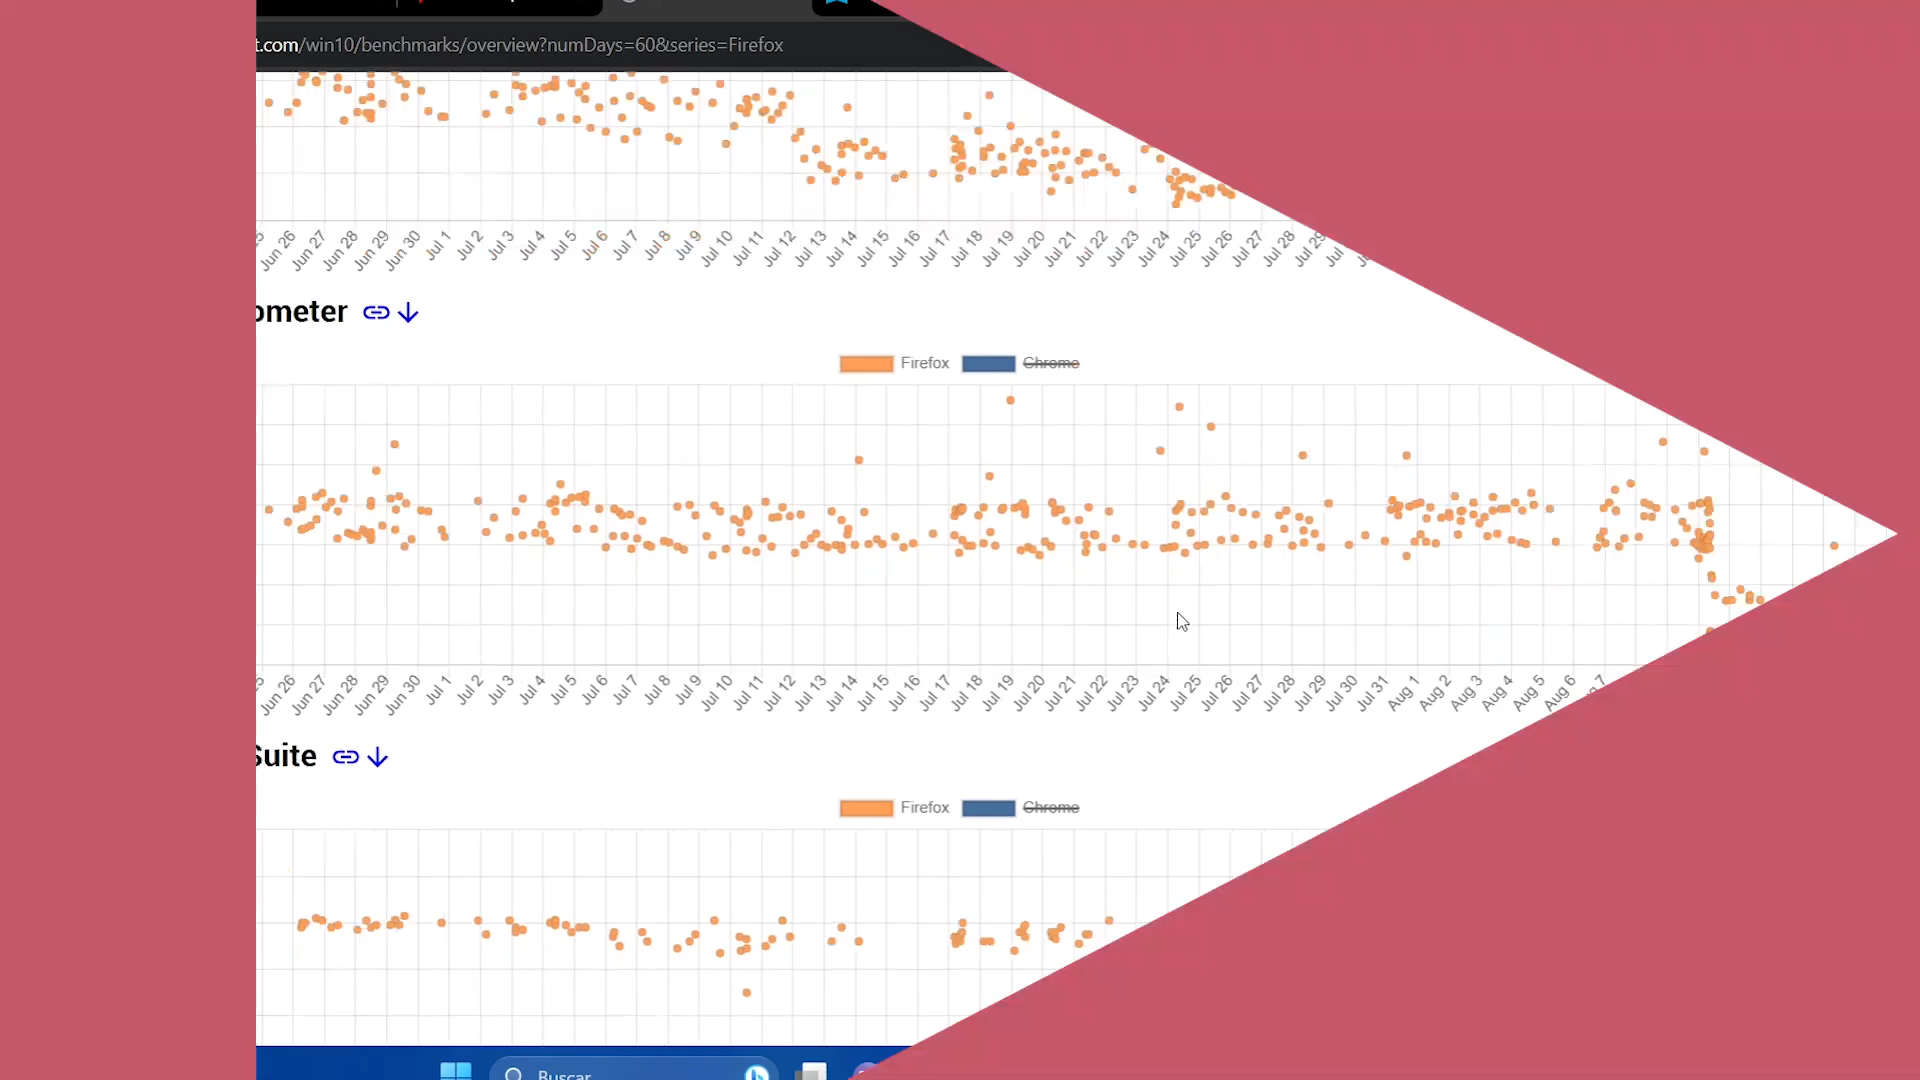 t.com/win10/benchmarks/overview?numDays=60&series=Firefox
Jun 26 Jun 27 Jun 28 Jun 29 Jun 30 Jul 1 Jul 2 Jul 3 Jul 4 Jul 5 Jul 6 Jul 7 Jul 8 Jul 9 Jul 10 Jul 11 Jul 12 Jul 13 Jul 14 Jul 15 Jul 16 Jul 17 Jul 18 Jul 19 Jul 20 Jul 21 Jul 22 Jul 23 Jul 24 Jul 25 Jul 26 Jul 27 Jul 28 Jul 29
ometer
Firefox Chrome
Jun 26 Jun 27 Jun 28 Jun 29 Jun 30 Jul 1 Jul 2 Jul 3 Jul 4 Jul 5 Jul 6 Jul 7 Jul 8 Jul 9 Jul 10 Jul 11 Jul 12 Jul 13 Jul 14 Jul 15 Jul 16 Jul 17 Jul 18 Jul 19 Jul 20 Jul 21 Jul 22 Jul 23 Jul 24 Jul 25 Jul 26 Jul 27 Jul 28 Jul 29 Jul 30 Jul 31 Aug 1 Aug 2 Aug 3 Aug 4 Aug 5 Aug 6
Suite
Firefox Chrome
Buscar